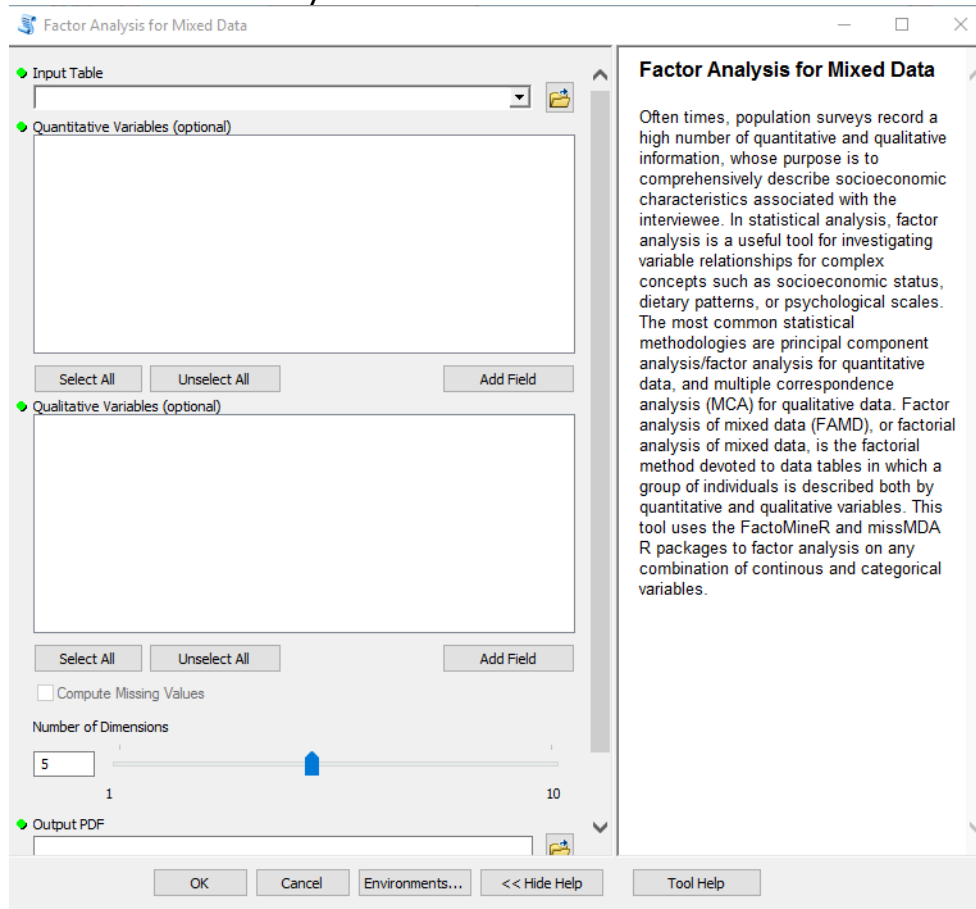 Factor Analysis for Mixed Data
Input Table
Quantitative Variables (optional)
Select All
Unselect All
Add Field
Qualitative Variables (optional)
Select All
Unselect All
Add Field
Compute Missing Values
Number of Dimensions
5
1
10
Output PDF
OK
Cancel
Environments...
<< Hide Help
Tool Help
Factor Analysis for Mixed Data
Often times, population surveys record a
high number of quantitative and qualitative
information, whose purpose is to
comprehensively describe socioeconomic
characteristics associated with the
interviewee. In statistical analysis, factor
analysis is a useful tool for investigating
variable relationships for complex
concepts such as socioeconomic status,
dietary patterns, or psychological scales.
The most common statistical
methodologies are principal component
analysis/factor analysis for quantitative
data, and multiple correspondence
analysis (MCA) for qualitative data. Factor
analysis of mixed data (FAMD), or factorial
analysis of mixed data, is the factorial
method devoted to data tables in which a
group of individuals is described both by
quantitative and qualitative variables. This
tool uses the FactoMineR and missMDA
R packages to factor analysis on any
combination of continous and categorical
variables.